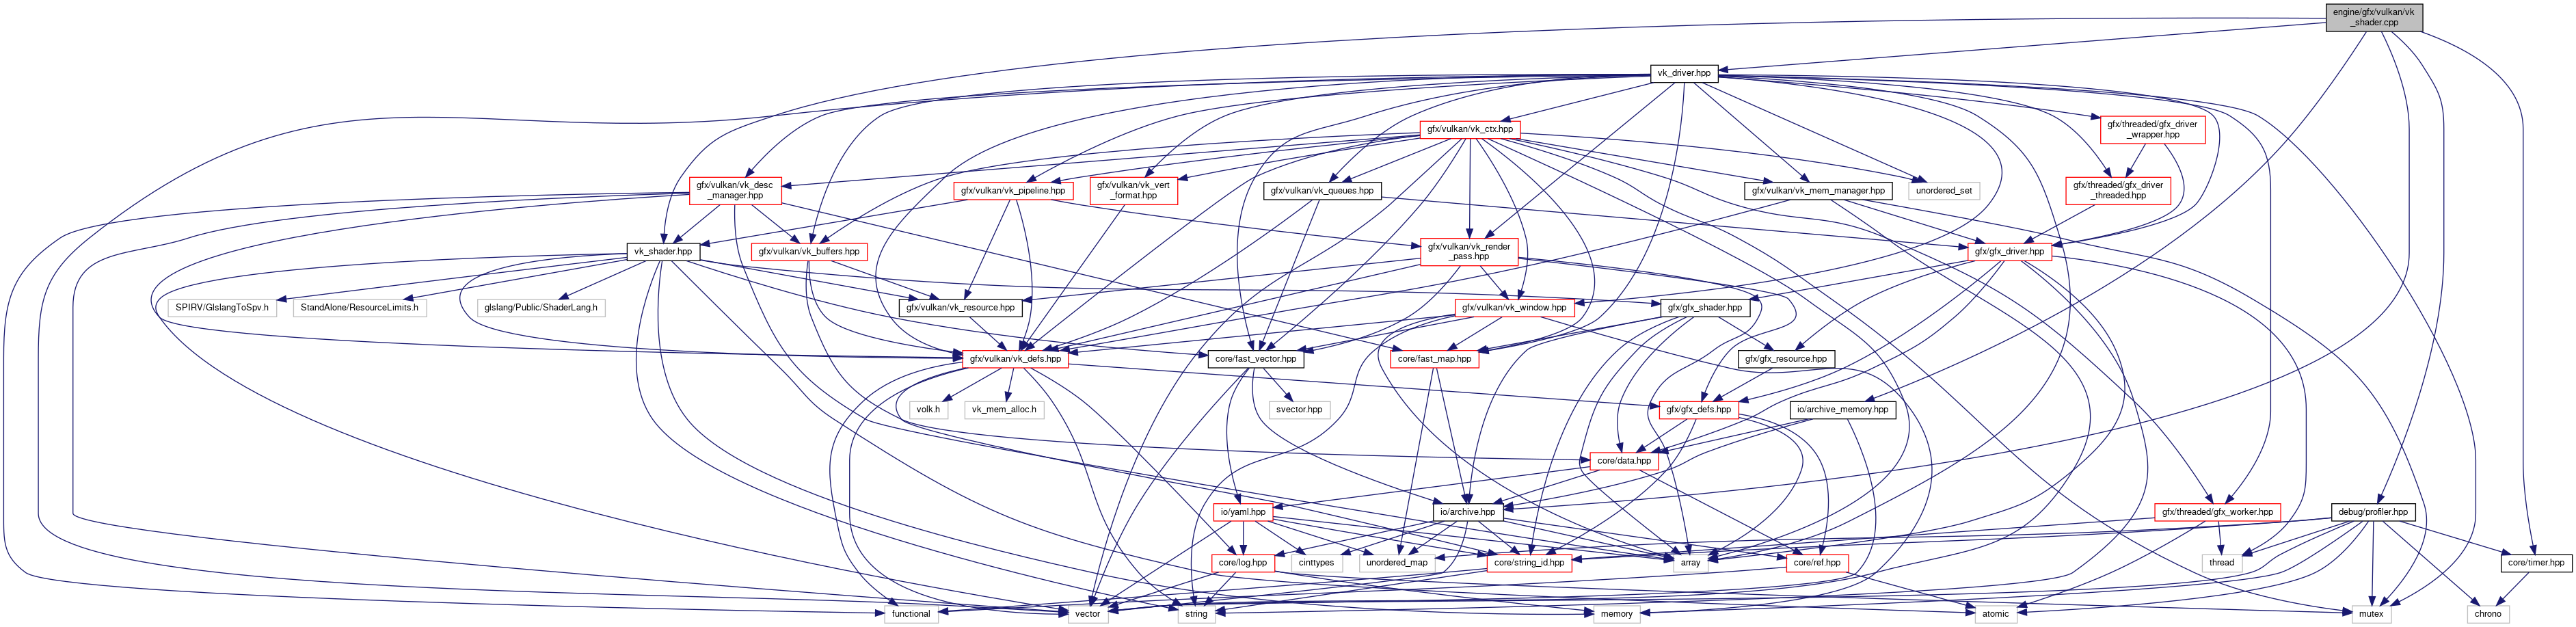 engine/gfx/vulkan/vk
_shader.cpp
vk_driver.hpp
gfx/vulkan/vk_ctx.hpp
gfx/threaded/gfx_driver
_wrapper.hpp
gfx/vulkan/vk_desc
_manager.hpp
gfx/vulkan/vk_pipeline.hpp
gfx/vulkan/vk_vert
_format.hpp
gfx/vulkan/vk_queues.hpp
gfx/vulkan/vk_mem_manager.hpp
unordered_set
gfx/threaded/gfx_driver
_threaded.hpp
vk_shader.hpp
gfx/vulkan/vk_buffers.hpp
gfx/vulkan/vk_render
_pass.hpp
gfx/gfx_driver.hpp
SPIRV/GlslangToSpv.h
StandAlone/ResourceLimits.h
glslang/Public/ShaderLang.h
gfx/vulkan/vk_resource.hpp
gfx/vulkan/vk_window.hpp
gfx/gfx_shader.hpp
gfx/vulkan/vk_defs.hpp
core/fast_vector.hpp
core/fast_map.hpp
gfx/gfx_resource.hpp
volk.h
vk_mem_alloc.h
svector.hpp
gfx/gfx_defs.hpp
io/archive_memory.hpp
core/data.hpp
io/yaml.hpp
io/archive.hpp
gfx/threaded/gfx_worker.hpp
debug/profiler.hpp
core/log.hpp
cinttypes
unordered_map
core/string_id.hpp
array
core/ref.hpp
thread
core/timer.hpp
functional
vector
string
memory
atomic
mutex
chrono